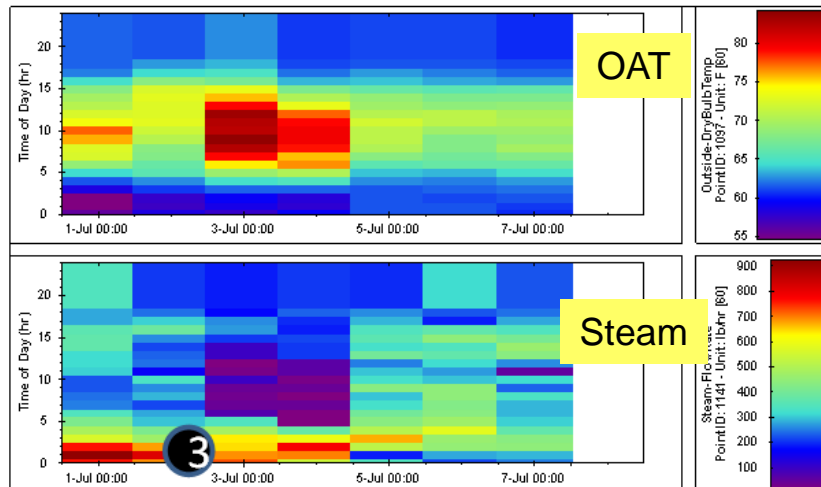 OAT
Time of Day (hr)
20
15
10
5
0
1-Jul 00:00
3-Jul 00:00
5-Jul 00:00
7-Jul 00:00
Outside-DryBulbTemp
PointID: 1097 - Unit: F [60]
80
75
70
65
60
55
Steam
Time of Day (hr)
20
15
10
5
0
3
1-Jul 00:00
3-Jul 00:00
5-Jul 00:00
7-Jul 00:00
Steam-FlowRate
PointID: 1141 - Unit: lb/hr [60]
900
800
700
600
500
400
300
200
100